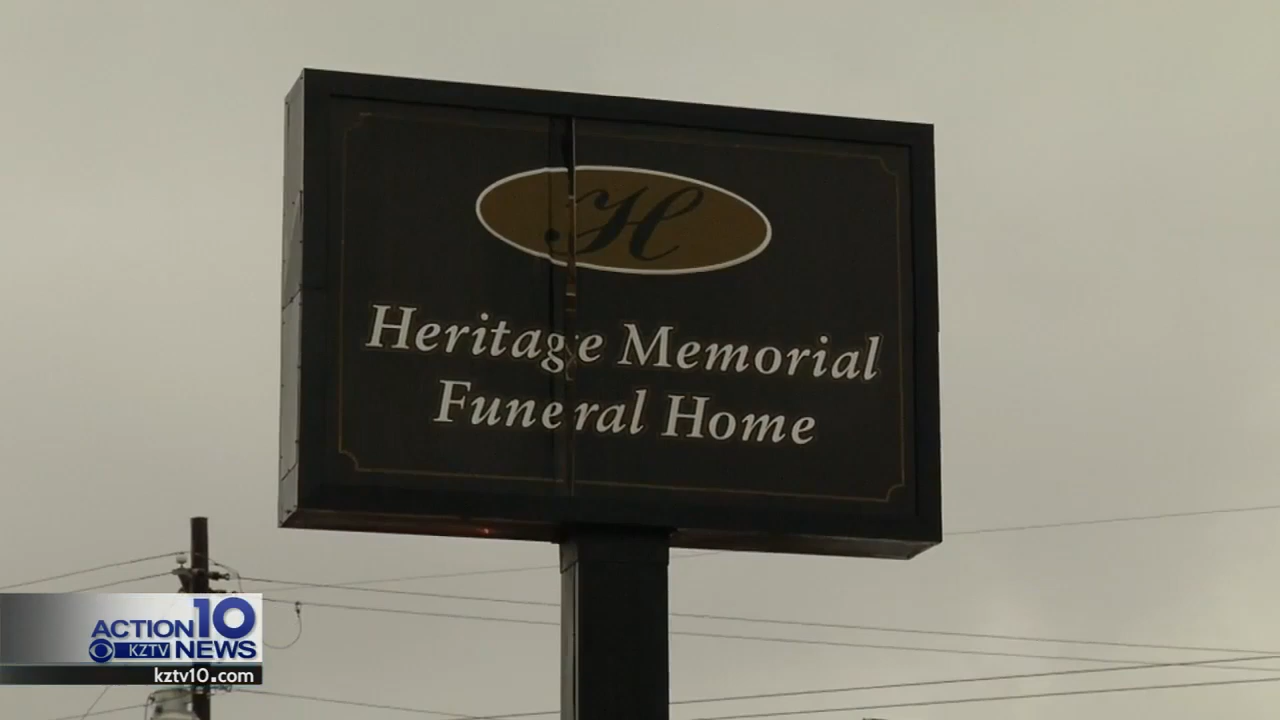 H
Heritage Memorial
Funeral Home
ACTION 10
KZTV NEWS
kztv10.com